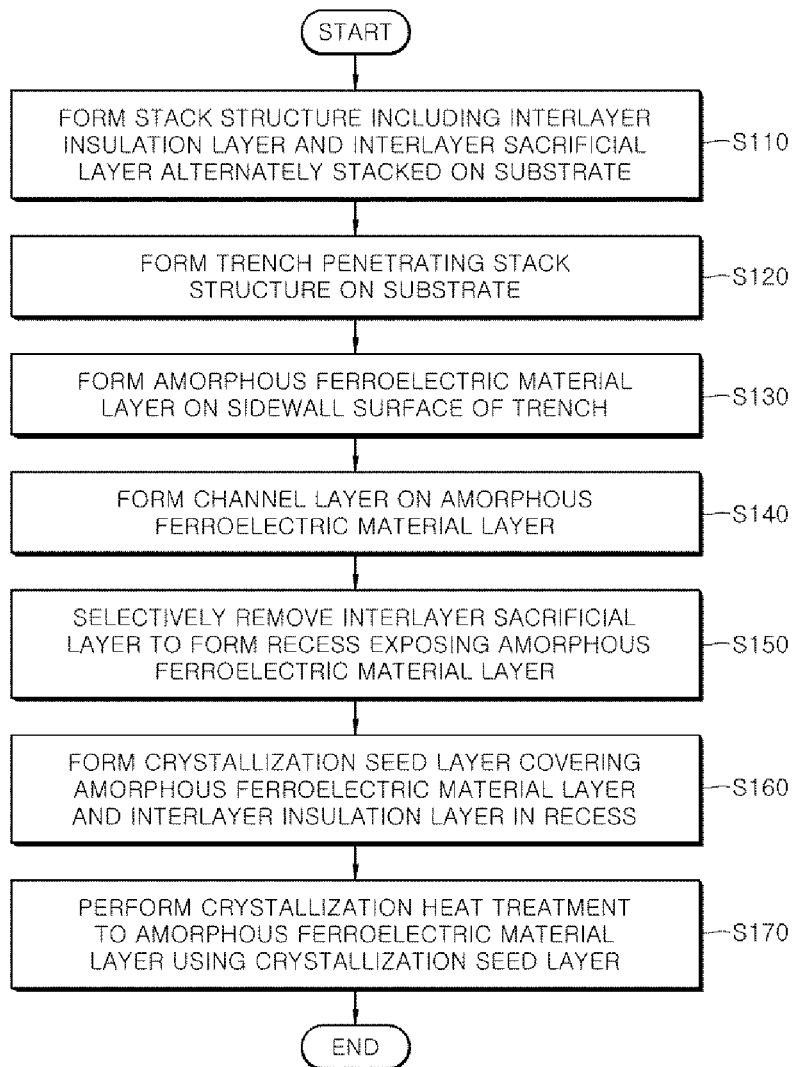 START
FORM STACK STRUCTURE INCLUDING INTERLAYER
INSULATION LAYER AND INTERLAYER SACRIFICIAL
LAYER ALTERNATELY STACKED ON SUBSTRATE
S110
FORM TRENCH PENETRATING STACK
STRUCTURE ON SUBSTRATE
S120
FORM AMORPHOUS FERROELECTRIC MATERIAL
LAYER ON SIDEWALL SURFACE OF TRENCH
S130
FORM CHANNEL LAYER ON AMORPHOUS
FERROELECTRIC MATERIAL LAYER
S140
SELECTIVELY REMOVE INTERLAYER SACRIFICIAL
LAYER TO FORM RECESS EXPOSING AMORPHOUS
FERROELECTRIC MATERIAL LAYER
S150
FORM CRYSTALLIZATION SEED LAYER COVERING
AMORPHOUS FERROELECTRIC MATERIAL LAYER
AND INTERLAYER INSULATION LAYER IN RECESS
S160
PERFORM CRYSTALLIZATION HEAT TREATMENT
TO AMORPHOUS FERROELECTRIC MATERIAL
LAYER USING CRYSTALLIZATION SEED LAYER
S170
END